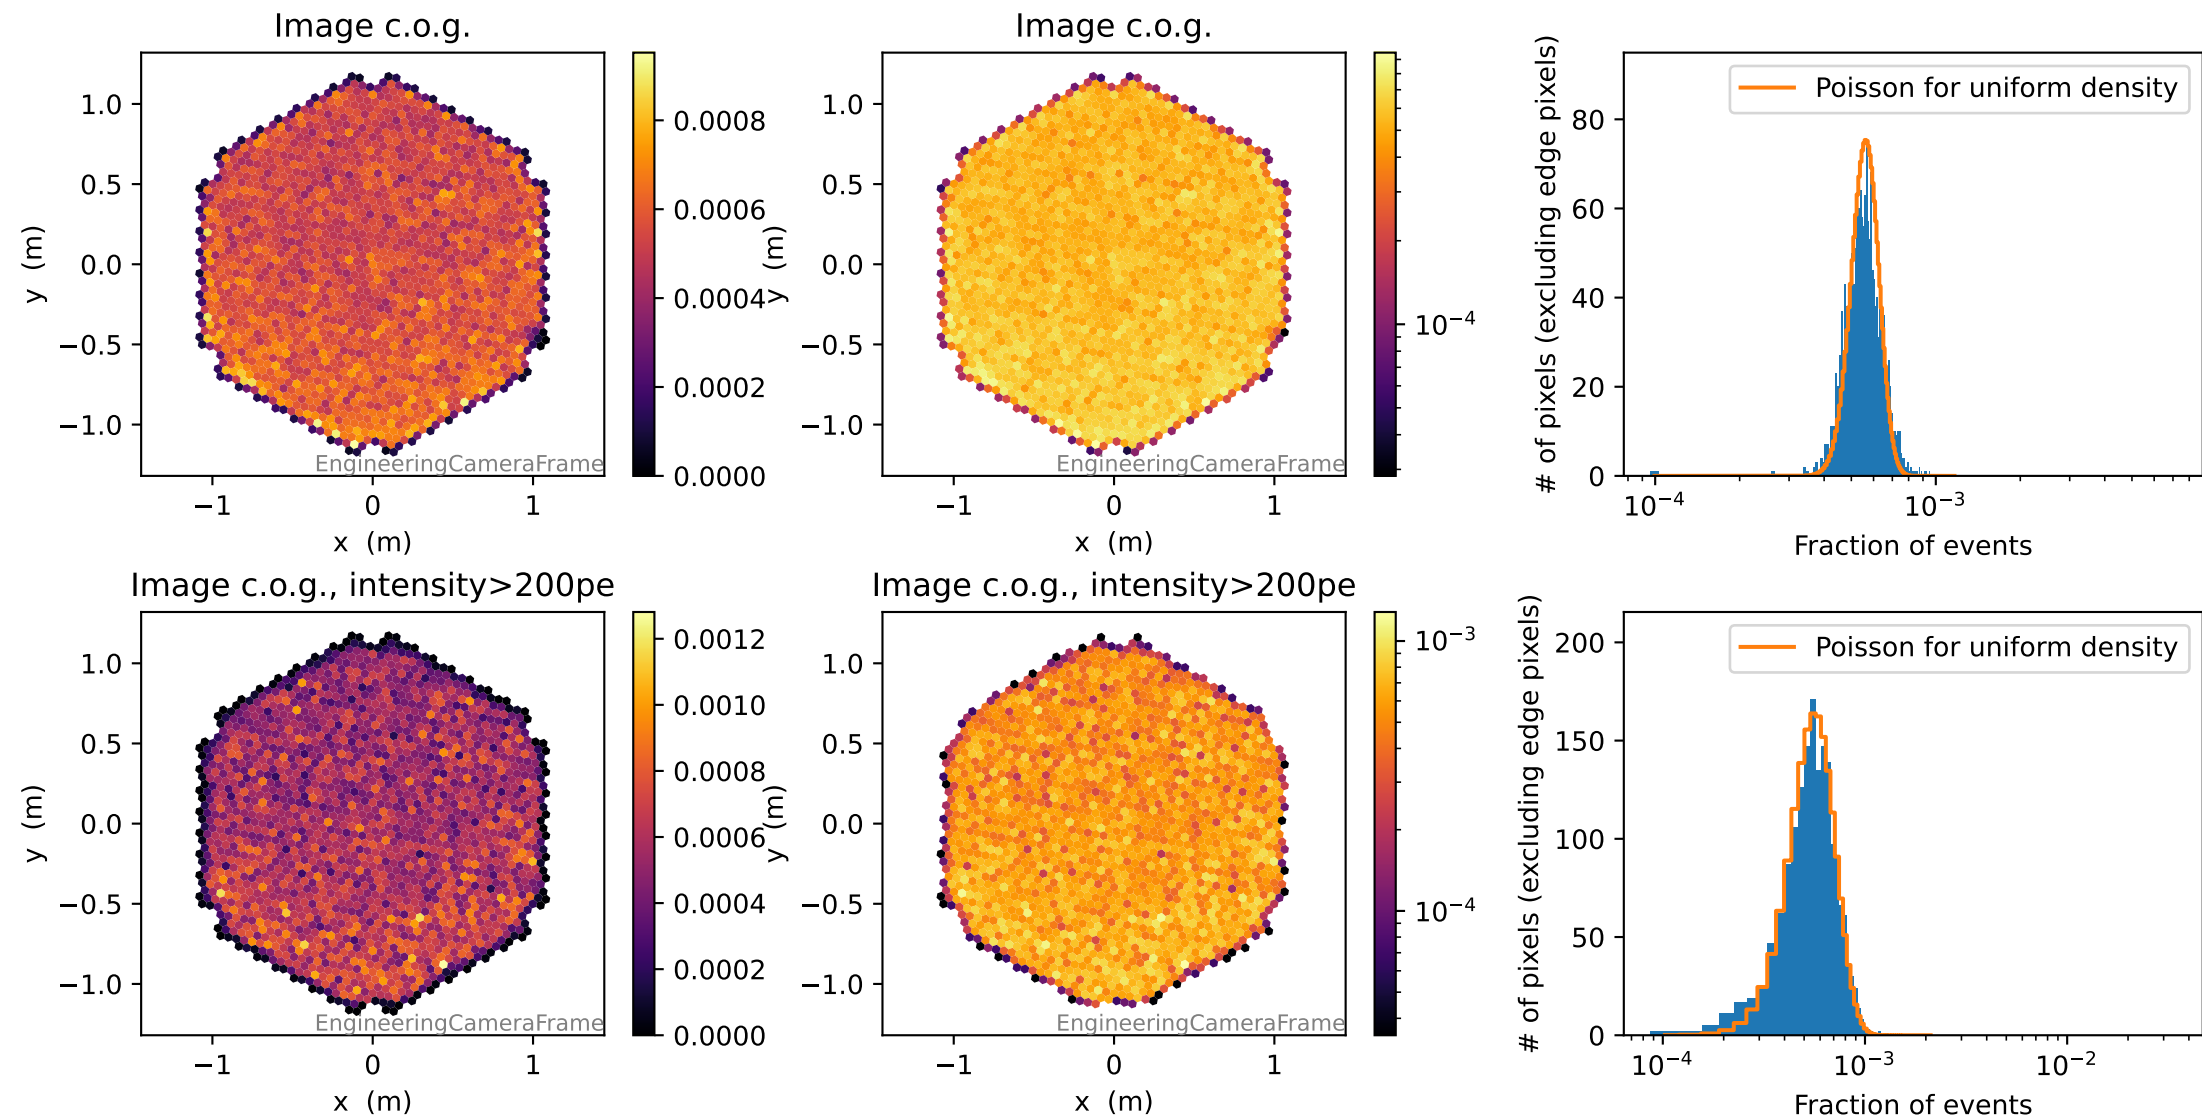 Image c.o.g.
y (m)
1.0
0.5
0.0
−0.5
−1.0
−1
0
1
x (m)
EngineeringCameraFrame
0.0008
0.0006
0.0004
0.0002
0.0000
Image c.o.g.
y (m)
1.0
0.5
0.0
−0.5
−1.0
−1
0
1
x (m)
EngineeringCameraFrame
10⁻⁴
# of pixels (excluding edge pixels)
80
60
40
20
0
Poisson for uniform density
10⁻⁴
10⁻³
Fraction of events
Image c.o.g., intensity>200pe
y (m)
1.0
0.5
0.0
−0.5
−1.0
−1
0
1
x (m)
EngineeringCameraFrame
0.0012
0.0010
0.0008
0.0006
0.0004
0.0002
0.0000
Image c.o.g., intensity>200pe
y (m)
1.0
0.5
0.0
−0.5
−1.0
−1
0
1
x (m)
EngineeringCameraFrame
10⁻³
10⁻⁴
# of pixels (excluding edge pixels)
200
150
100
50
0
Poisson for uniform density
10⁻⁴
10⁻³
10⁻²
Fraction of events